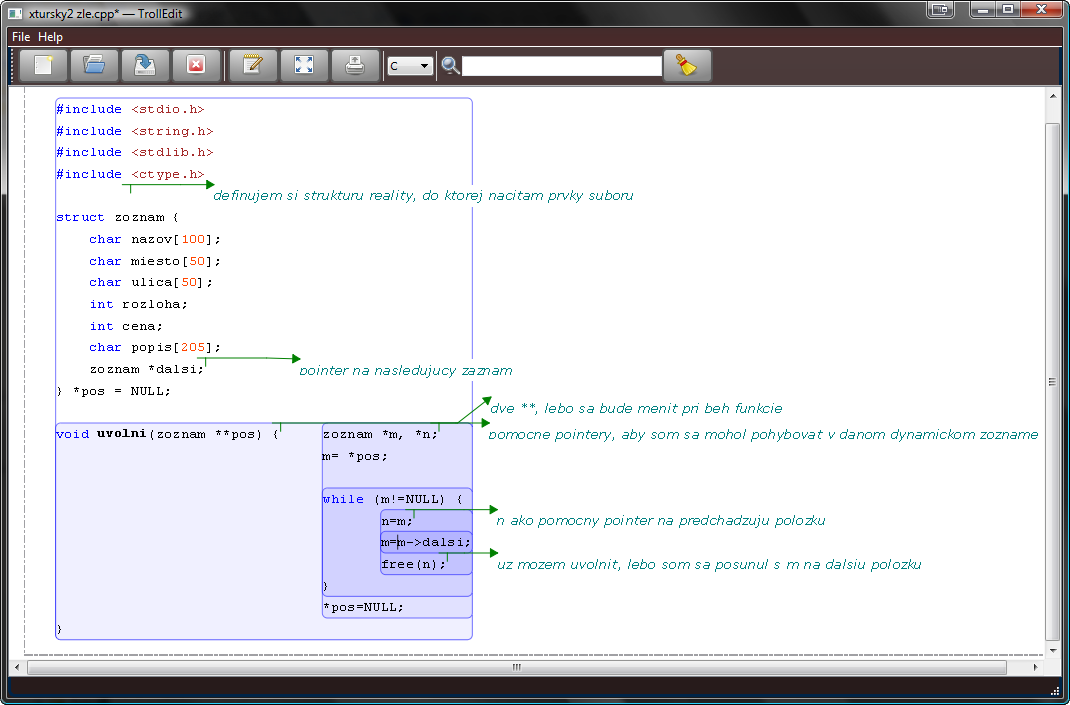 xtursky2 zle.cpp* — TrollEdit
File Help
C
#include <stdio.h>
#include <string.h>
#include <stdlib.h>
#include <ctype.h>
definujem si strukturu reality, do ktorej nacitam prvky suboru
struct zoznam {
char nazov[100];
char miesto[50];
char ulica[50];
int rozloha;
int cena;
char popis[205];
zoznam *dalsi;
pointer na nasledujucy zaznam
} *pos = NULL;
dve **, lebo sa bude menit pri beh funkcie
void uvolni(zoznam **pos) { zoznam *m, *n;
pomocne pointery, aby som sa mohol pohybovat v danom dynamickom zozname
m= *pos;
while (m!=NULL) {
n=m;
n ako pomocny pointer na predchadzuju polozku
m=m->dalsi;
free(n);
uz mozem uvolnit, lebo som sa posunul s m na dalsiu polozku
}
*pos=NULL;
}